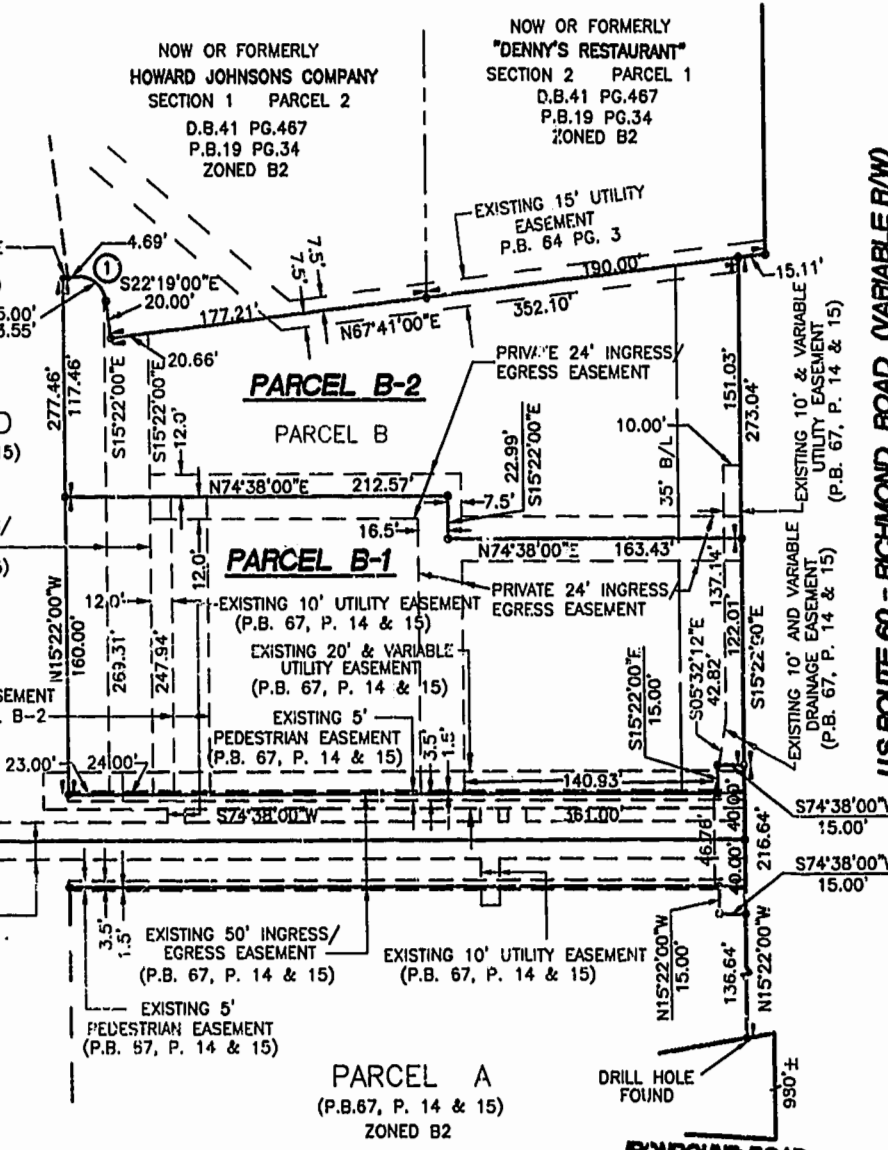 NOW OR FORMERLY
HOWARD JOHNSONS COMPANY
SECTION 1 PARCEL 2
D.B.41 PG.467
P.B.19 PG.34
ZONED B2
NOW OR FORMERLY
"DENNY'S RESTAURANT"
SECTION 2 PARCEL 1
D.B.41 PG.467
P.B.19 PG.34
ZONED B2
EXISTING 15' UTILITY
EASEMENT
P.B. 64 PG. 3
4.69'
1
S22°19'00"E
20.00'
7.5'
7.5'
177.21'
190.00'
352.10'
N67°41'00"E
15.11'
20.66'
277.46'
117.46'
S15°22'00"E
S15°22'00"E
12.0'
PARCEL B-2
PARCEL B
PRIVATE 24' INGRESS/
EGRESS EASEMENT
22.99'
S15°22'00"E
35' B/L
10.00'
151.03'
273.04'
EXISTING 10' & VARIABLE
UTILITY EASEMENT
(P.B. 67, P. 14 & 15)
US ROUTE 60 - RICHMOND ROAD (VARIABLE R/W)
N74°38'00"E 212.57'
7.5'
16.5'
N74°38'00"E 163.43'
PARCEL B-1
12.0'
12.0'
PRIVATE 24' INGRESS/
EGRESS EASEMENT
137.14'
122.01'
S15°22'00"E
EXISTING 10' AND VARIABLE
DRAINAGE EASEMENT
(P.B. 67, P. 14 & 15)
EXISTING 10' UTILITY EASEMENT
(P.B. 67, P. 14 & 15)
EXISTING 20' & VARIABLE
UTILITY EASEMENT
(P.B. 67, P. 14 & 15)
N15°22'00"W
160.00'
269.31'
247.94'
S15°22'00"E
15.00'
S05°32'12"E
42.82'
B-2
EXISTING 5'
PEDESTRIAN EASEMENT
(P.B. 67, P. 14 & 15)
3.5'
1.5'
23.00'
24.00'
140.93'
S74°38'00"W
361.00'
46.76'
40.00'
40.00'
216.64'
S74°38'00"W
15.00'
S74°38'00"W
15.00'
3.5'
1.5'
EXISTING 50' INGRESS/
EGRESS EASEMENT
(P.B. 67, P. 14 & 15)
EXISTING 10' UTILITY EASEMENT
(P.B. 67, P. 14 & 15)
N15°22'00"W
15.00'
136.64'
N15°22'00"W
EXISTING 5'
PEDESTRIAN EASEMENT
(P.B. 67, P. 14 & 15)
PARCEL A
(P.B.67, P. 14 & 15)
ZONED B2
DRILL HOLE
FOUND
980'±